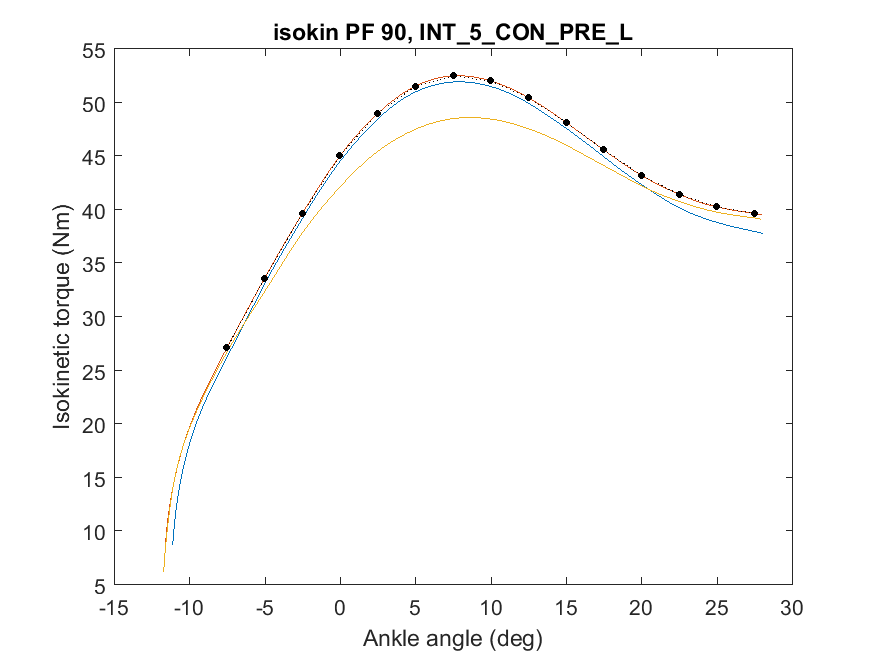 isokin PF 90, INT_5_CON_PRE_L
55
50
45
40
35
30
25
20
15
10
5
Isokinetic torque (Nm)
-15 -10 -5 0 5 10 15 20 25 30
Ankle angle (deg)